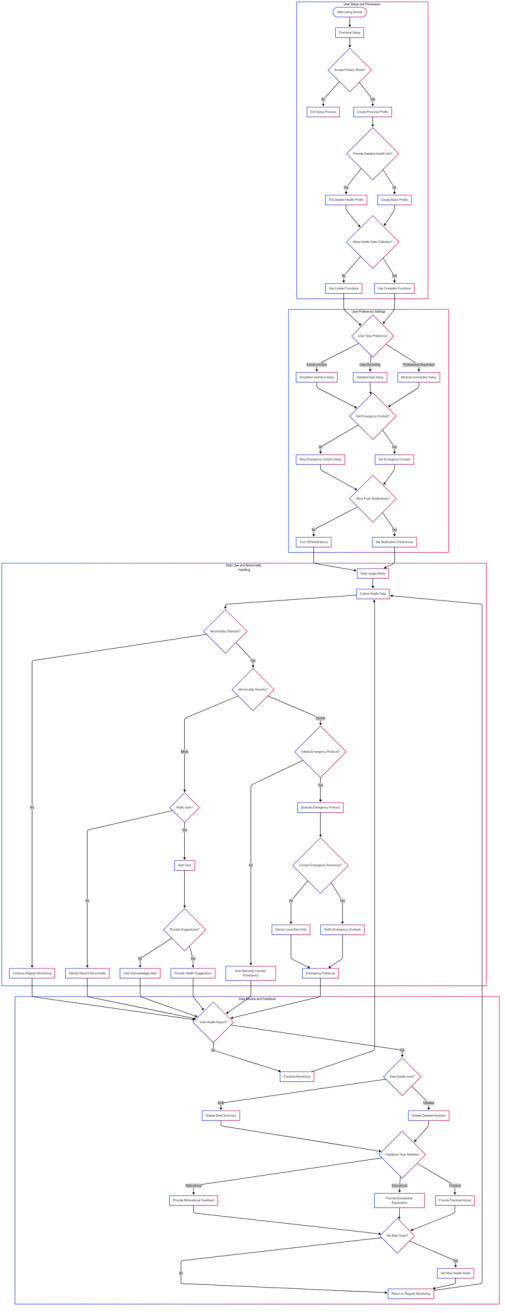 User Setup and Permission
Start Using Device
First-time Setup
Accept Privacy Terms?
No
Yes
Exit Setup Process
Create Personal Profile
Provide Detailed Health Info?
Yes
No
Fill Detailed Health Profile
Create Basic Profile
Allow Health Data Collection?
No
Yes
Use Limited Functions
Use Complete Functions
User Preference Settings
User Type Preference
Simple/Intuitive
Data Recording
Professional Dependent
Simplified Interface Setup
Detailed Data Setup
Medical Connection Setup
Set Emergency Contact?
No
Yes
Skip Emergency Contact Setup
Set Emergency Contact
Allow Push Notifications?
No
Yes
Turn Off Notifications
Set Notification Preferences
Daily Use and Abnormality
Handling
Daily Usage Mode
Collect Health Data
Abnormality Detected?
Yes
Abnormality Severity?
Severe
Initiate Emergency Protocol?
Mild
No
Yes
Notify User?
Execute Emergency Protocol
Yes
Alert User
Contact Emergency Personnel?
No
No
No
Yes
Provide Suggestions?
Device Local Alert Only
Notify Emergency Contacts
No
Yes
Continue Regular Monitoring
Silently Record Abnormality
User Acknowledges Alert
Provide Health Suggestions
User Manually Cancels
Emergency
Emergency Follow-up
Data Review and Feedback
View Health Report?
No
Yes
Continue Monitoring
Data Detail Level?
Brief
Detailed
Display Brief Summary
Display Detailed Analysis
Feedback Type Selection
Motivational
Educational
Practical
Provide Motivational Feedback
Provide Educational
Explanation
Provide Practical Advice
Set New Goals?
No
Yes
Set New Health Goals
Return to Regular Monitoring